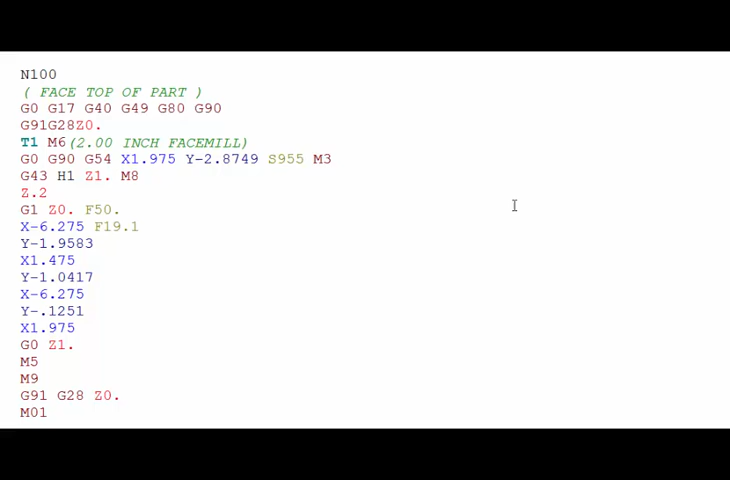 N100
( FACE TOP OF PART )
G0 G17 G40 G49 G80 G90
G91G28Z0.
T1 M6(2.00 INCH FACEMILL)
G0 G90 G54 X1.975 Y-2.8749 S955 M3
G43 H1 Z1. M8
Z.2
G1 Z0. F50.
X-6.275 F19.1
Y-1.9583
X1.475
Y-1.0417
X-6.275
Y-.1251
X1.975
G0 Z1.
M5
M9
G91 G28 Z0.
M01